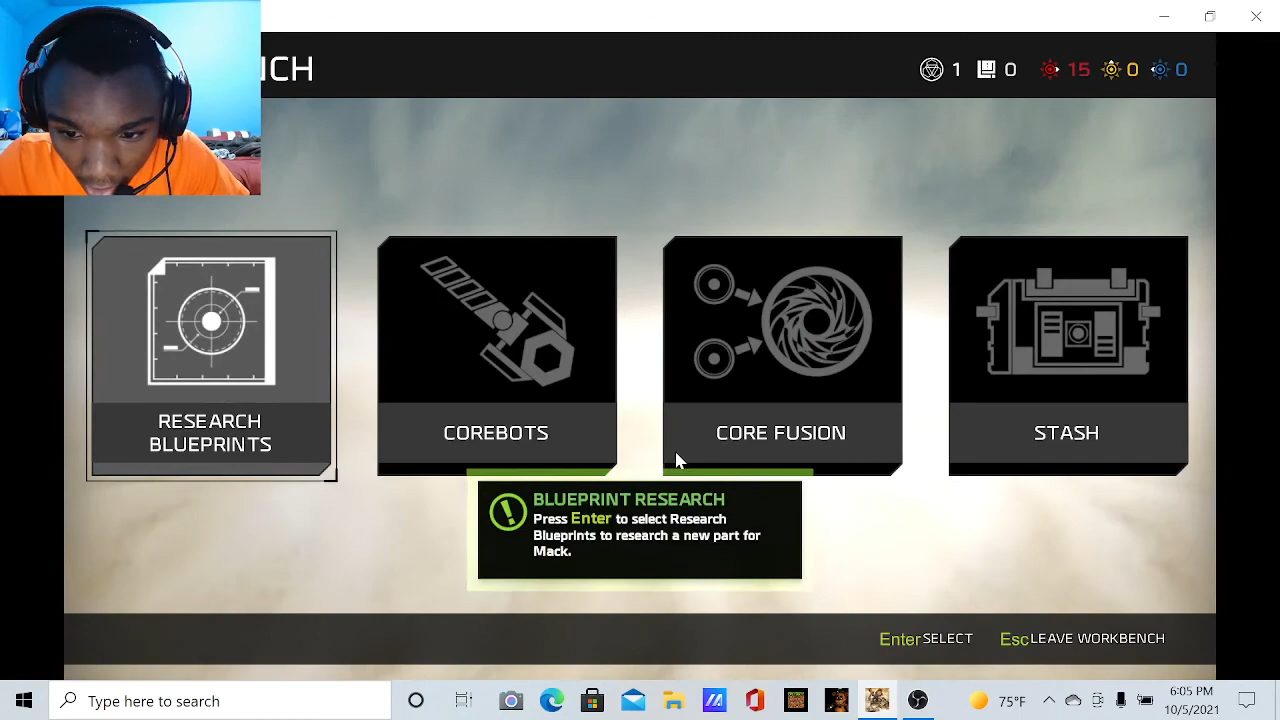 NCH
1 0 15 0 0
RESEARCH
BLUEPRINTS
COREBOTS
CORE FUSION
STASH
BLUEPRINT RESEARCH
Press Enter to select Research
Blueprints to research a new part for
Mack.
Enter SELECT
Esc LEAVE WORKBENCH
Type here to search
75°F
6:05 PM
10/5/2021